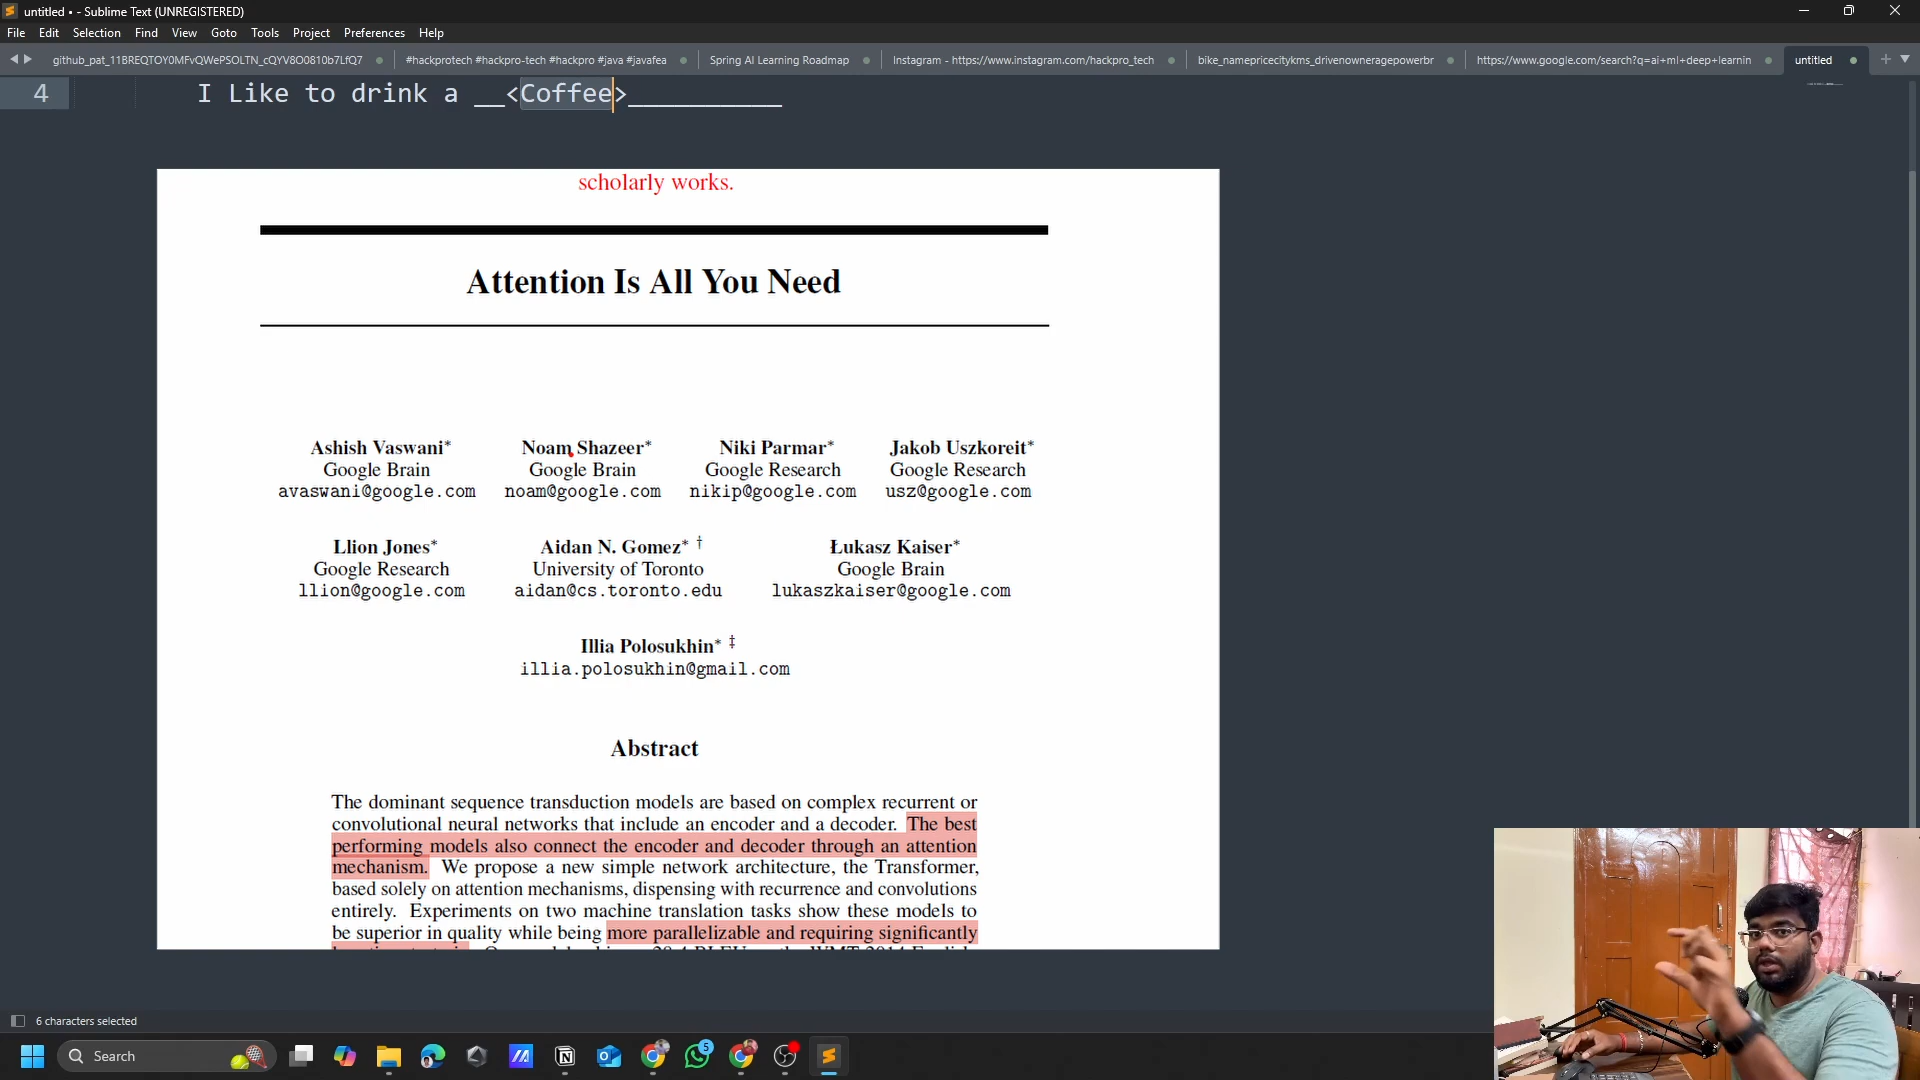 untitled • - Sublime Text (UNREGISTERED)
File Edit Selection Find View Goto Tools Project Preferences Help
github_pat_11BREQTOY0MFvQWePSOLTN_cQYV8O0810b7LfQ7 #hackprotech #hackpro-tech #hackpro #java #javafea Spring AI Learning Roadmap Instagram - https://www.instagram.com/hackpro_tech bike_namepricecitykms_drivenowneragepowerbr https://www.google.com/search?q=ai+ml+deep+learnin untitled
4 I Like to drink a __<Coffee>__________
scholarly works.
Attention Is All You Need
Ashish Vaswani* Noam Shazeer* Niki Parmar* Jakob Uszkoreit*
Google Brain Google Brain Google Research Google Research
avaswani@google.com noam@google.com nikip@google.com usz@google.com
Llion Jones* Aidan N. Gomez* † Łukasz Kaiser*
Google Research University of Toronto Google Brain
llion@google.com aidan@cs.toronto.edu lukaszkaiser@google.com
Illia Polosukhin* ‡
illia.polosukhin@gmail.com
Abstract
The dominant sequence transduction models are based on complex recurrent or
convolutional neural networks that include an encoder and a decoder. The best
performing models also connect the encoder and decoder through an attention
mechanism. We propose a new simple network architecture, the Transformer,
based solely on attention mechanisms, dispensing with recurrence and convolutions
entirely. Experiments on two machine translation tasks show these models to
be superior in quality while being more parallelizable and requiring significantly
6 characters selected
Search
5